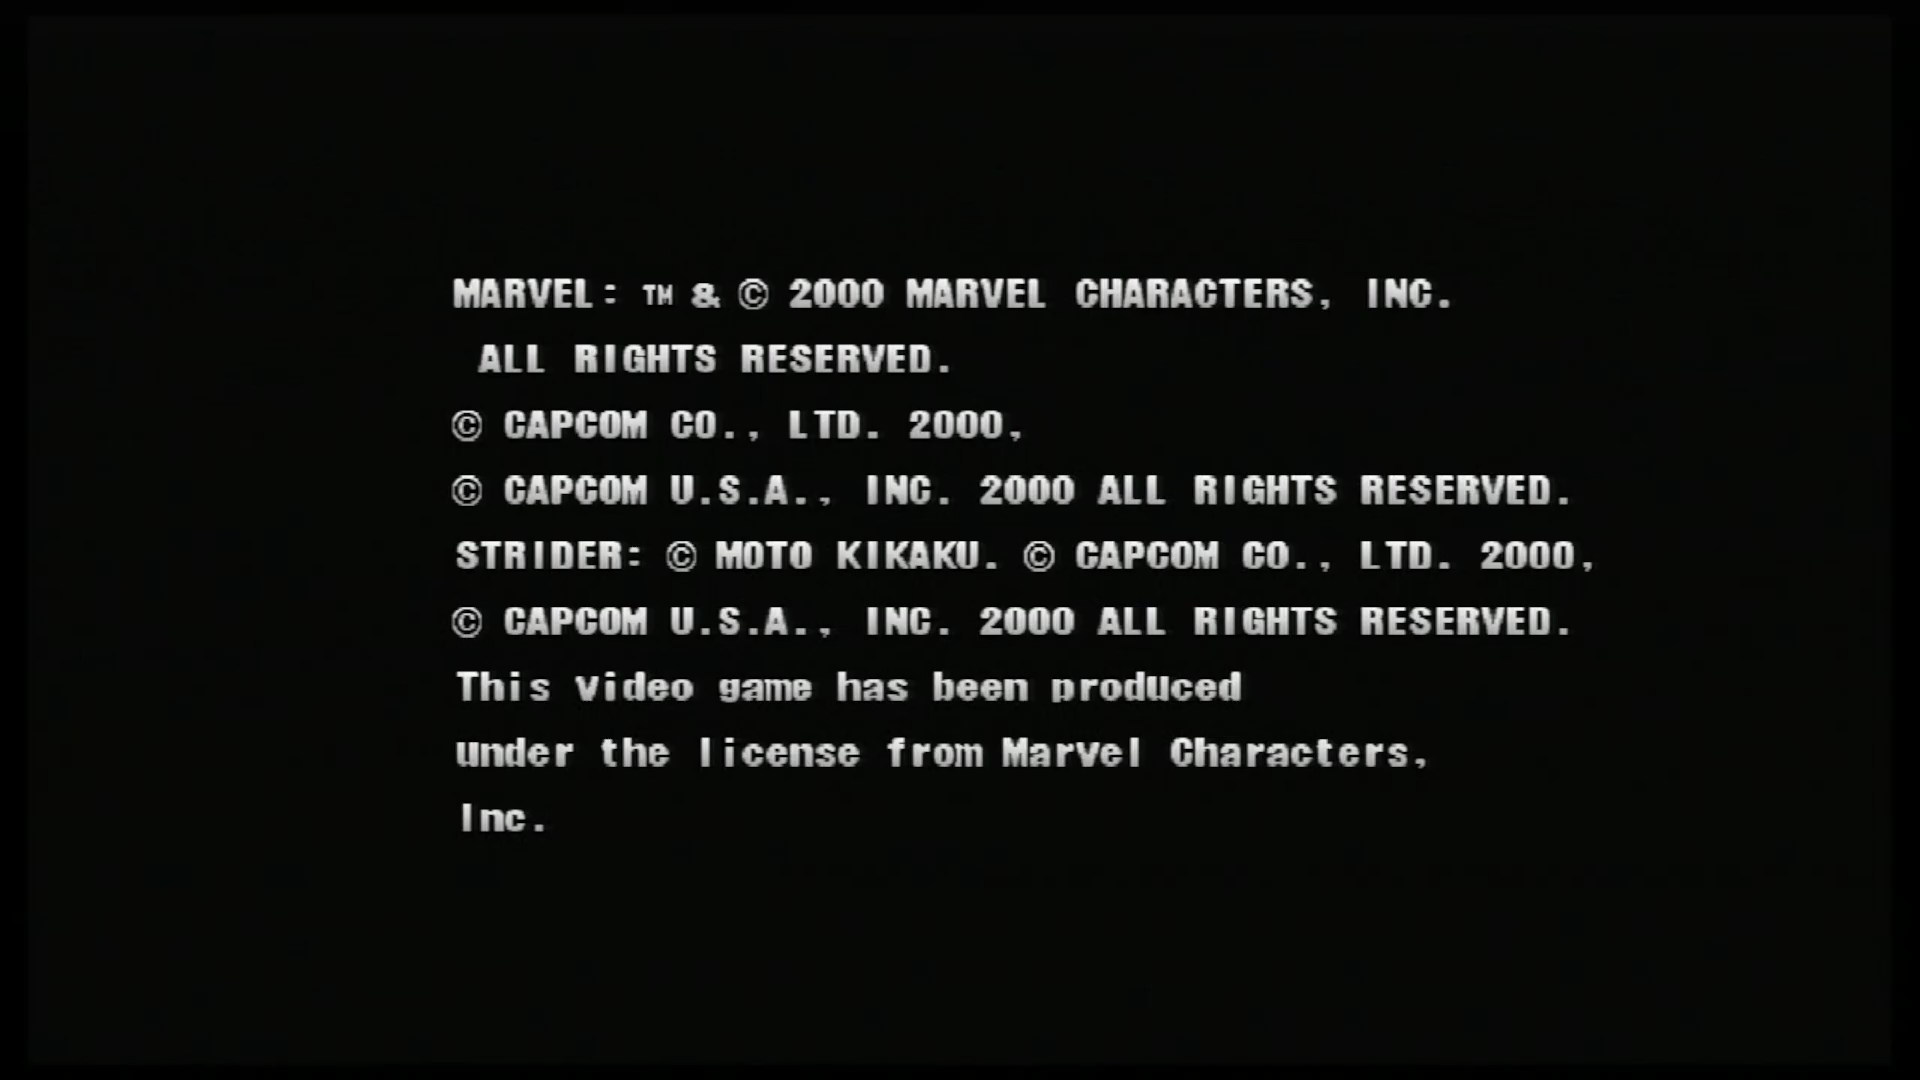 MARVEL: ™ & © 2000 MARVEL CHARACTERS, INC.
ALL RIGHTS RESERVED.
© CAPCOM CO., LTD. 2000,
© CAPCOM U.S.A., INC. 2000 ALL RIGHTS RESERVED.
STRIDER: © MOTO KIKAKU. © CAPCOM CO., LTD. 2000,
© CAPCOM U.S.A., INC. 2000 ALL RIGHTS RESERVED.
This video game has been produced
under the license from Marvel Characters,
Inc.